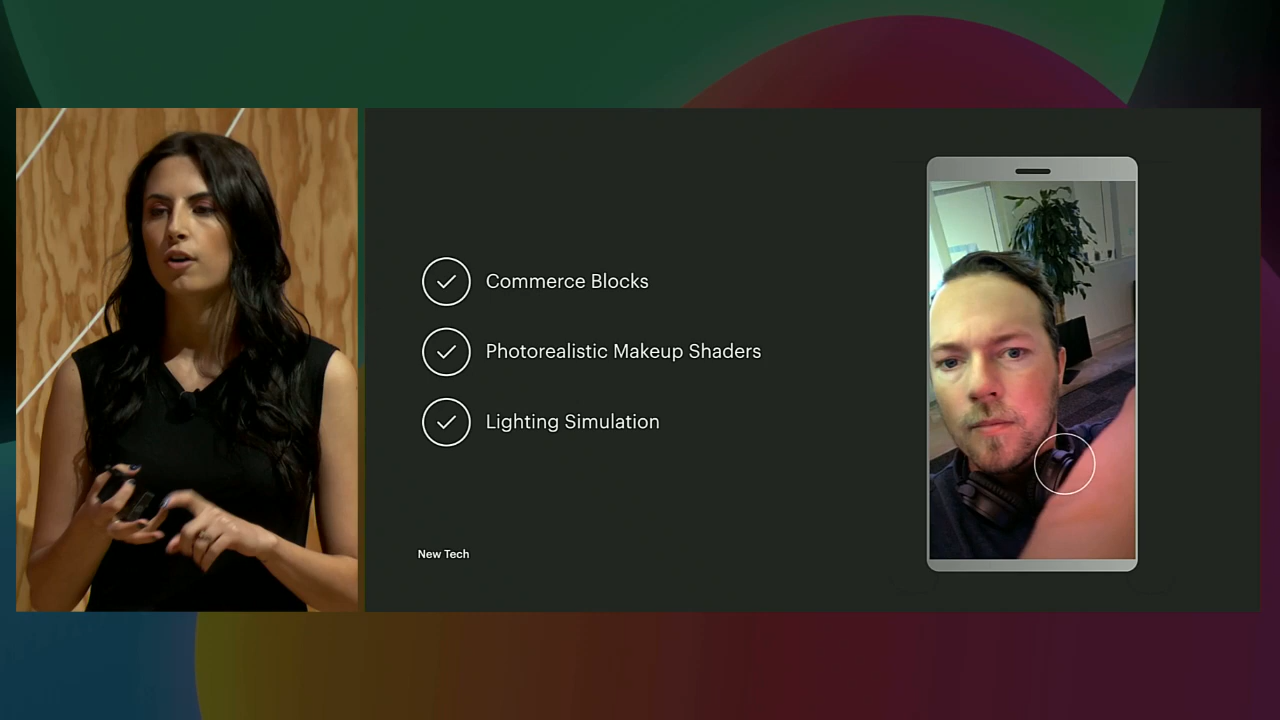 Commerce Blocks
Photorealistic Makeup Shaders
Lighting Simulation
New Tech